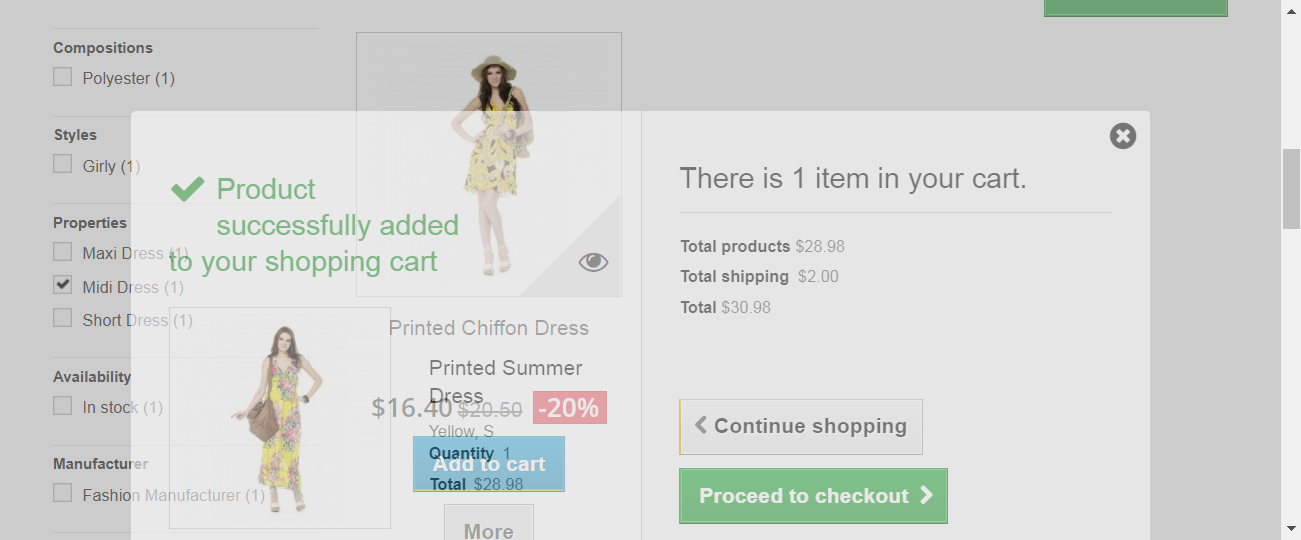 Compositions
Polyester (1)
Styles
Girly (1)
Properties
Maxi Dress (1)
Midi Dress (1)
Short Dress (1)
Availability
In stock (1)
Manufacturer
Fashion Manufacturer (1)
Printed Chiffon Dress
$16.40 $20.50 -20%
Add to cart
More
Product
successfully added
to your shopping cart
Printed Summer
Dress
Yellow, S
Quantity 1
Total $28.98
There is 1 item in your cart.
Total products $28.98
Total shipping $2.00
Total $30.98
Continue shopping
Proceed to checkout